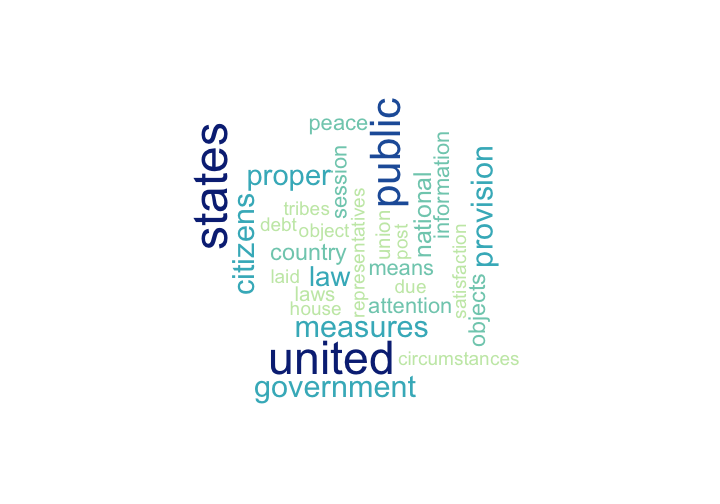 peace
public
states
proper
session
information
provision
national
citizens
tribes
representatives
union
post
debt
object
country
satisfaction
law
means
laid
due
laws
house
attention
objects
measures
united
circumstances
government